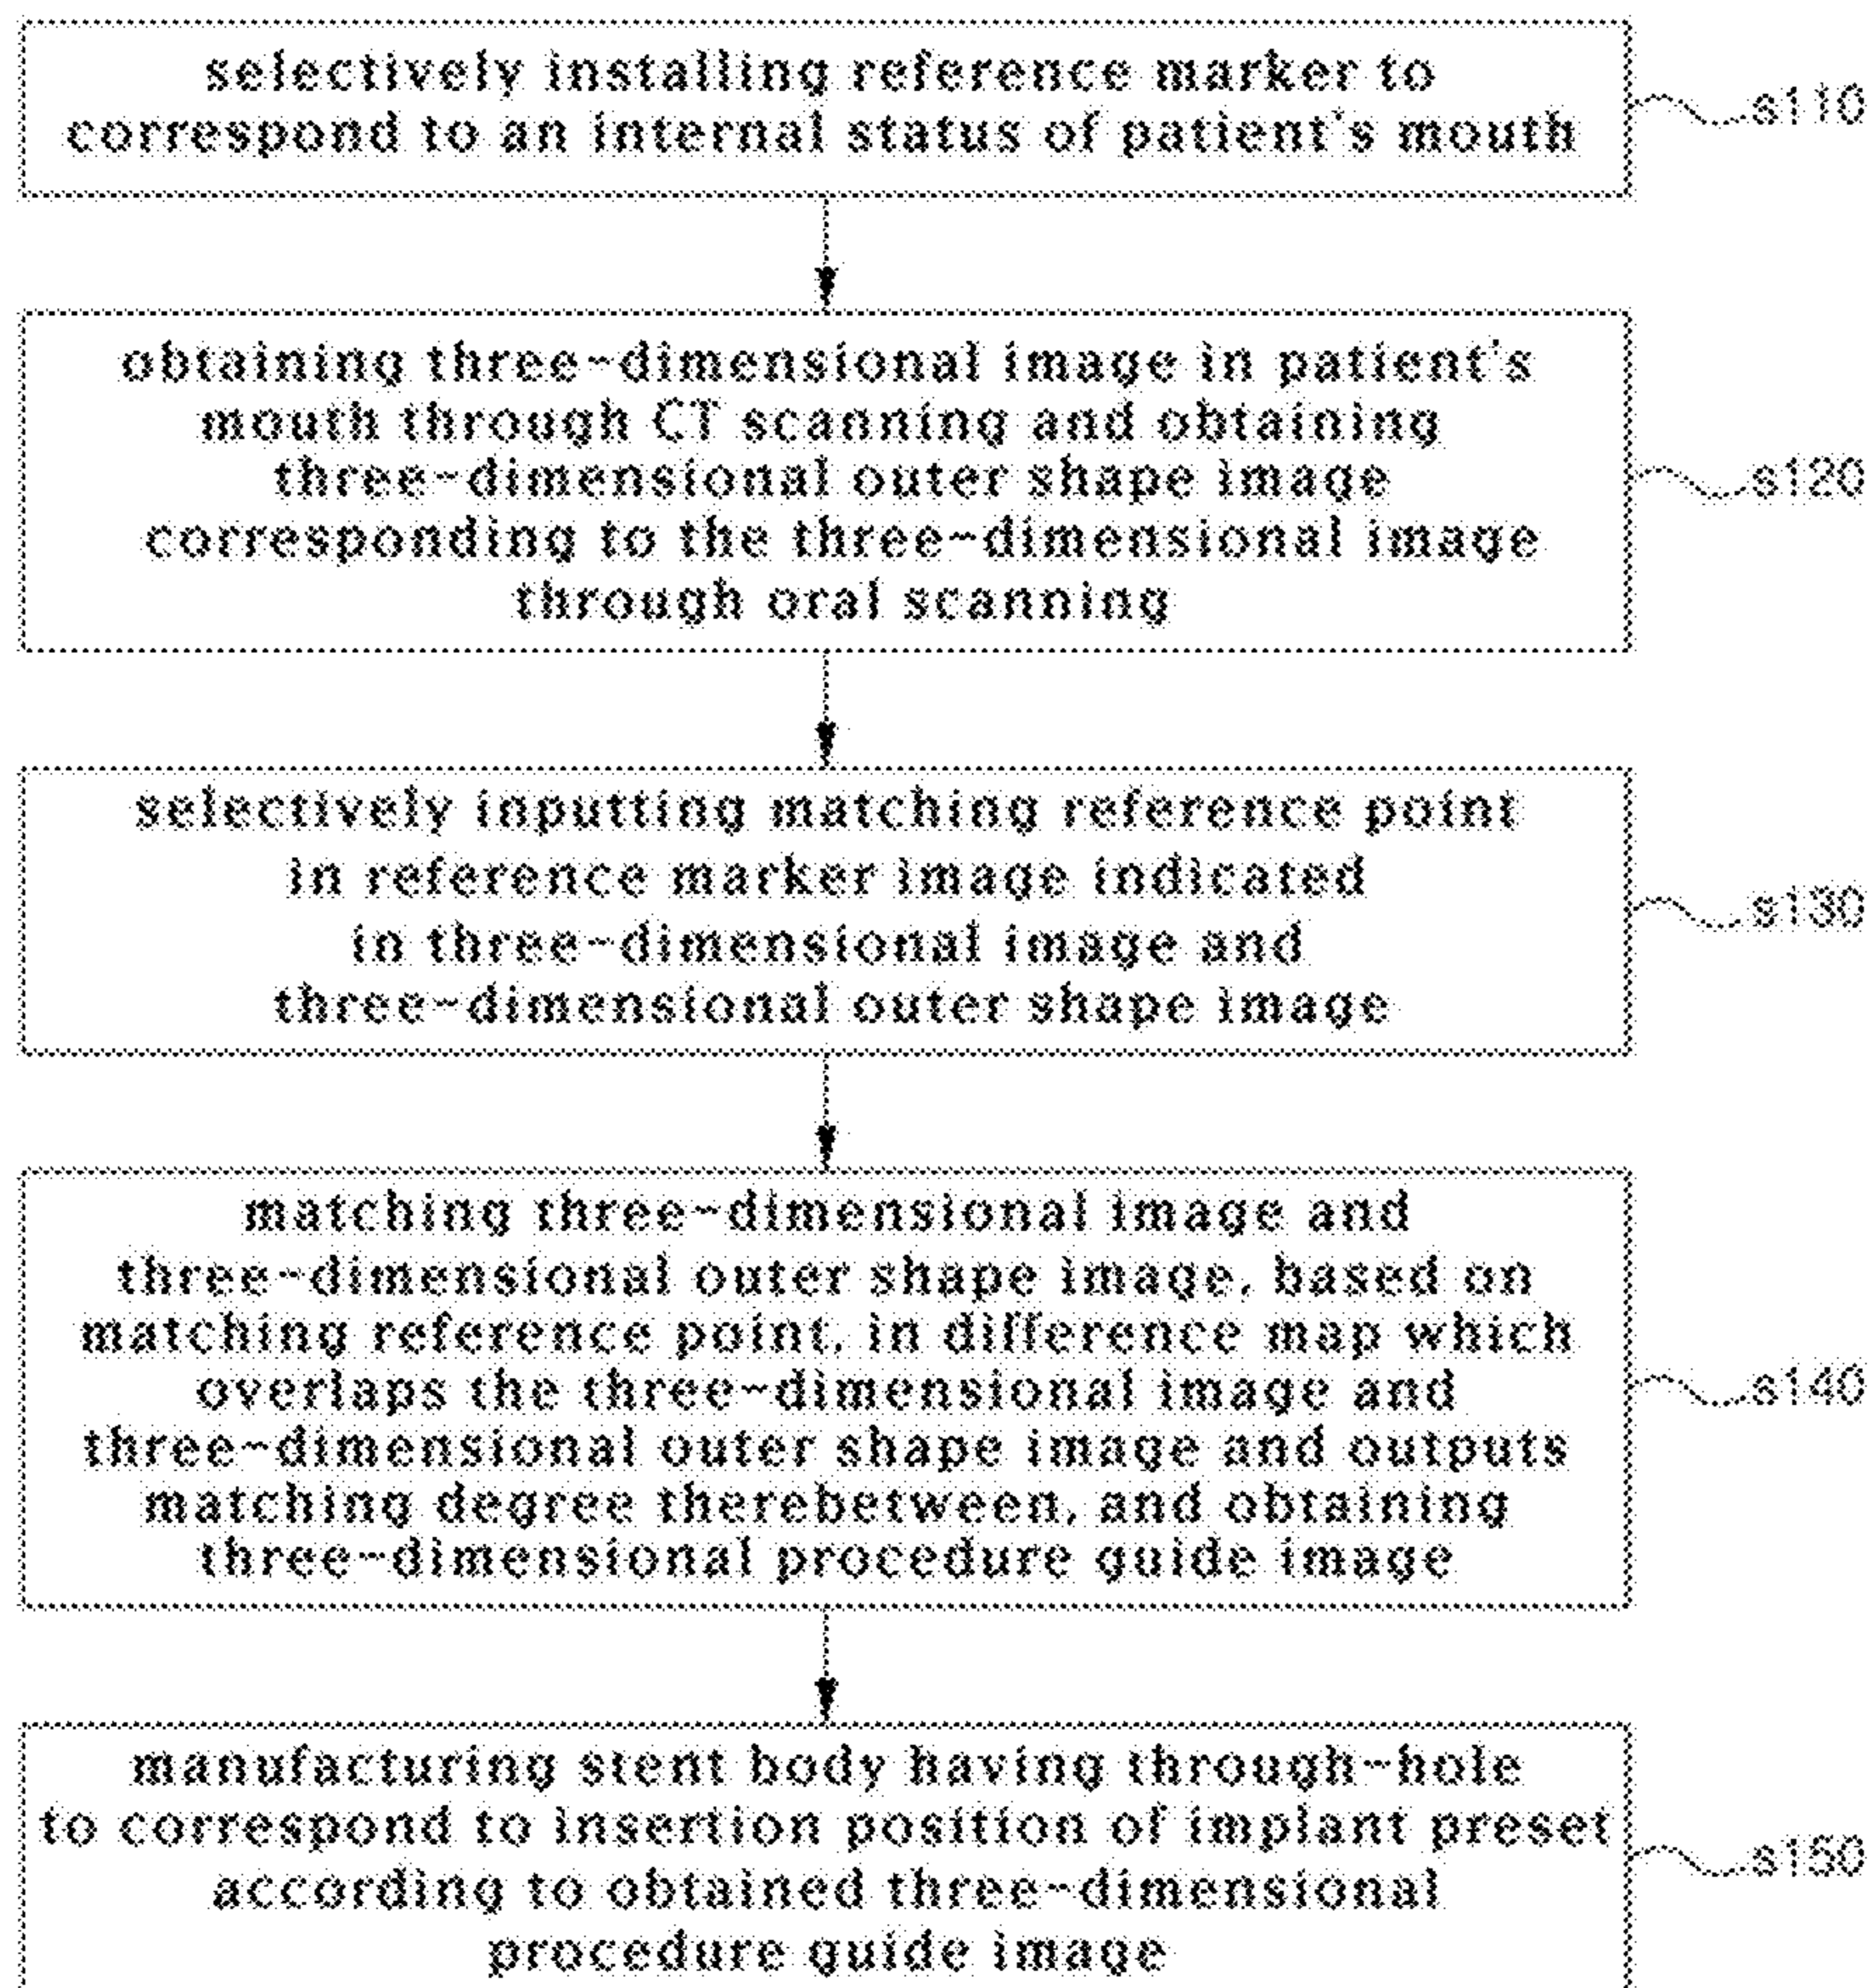 selectively installing reference marker to
correspond to an internal status of patient's mouth
s110
obtaining three-dimensional image in patient's
mouth through CT scanning and obtaining
three-dimensional outer shape image
corresponding to the three-dimensional image
through oral scanning
s120
selectively inputting matching reference point
in reference marker image indicated
in three-dimensional image and
three-dimensional outer shape image
s130
matching three-dimensional image and
three-dimensional outer shape image, based on
matching reference point, in difference map which
overlaps the three-dimensional image and
three-dimensional outer shape image and outputs
matching degree therebetween, and obtaining
three-dimensional procedure guide image
s140
manufacturing stent body having through-hole
to correspond to insertion position of implant preset
according to obtained three-dimensional
procedure guide image
s150